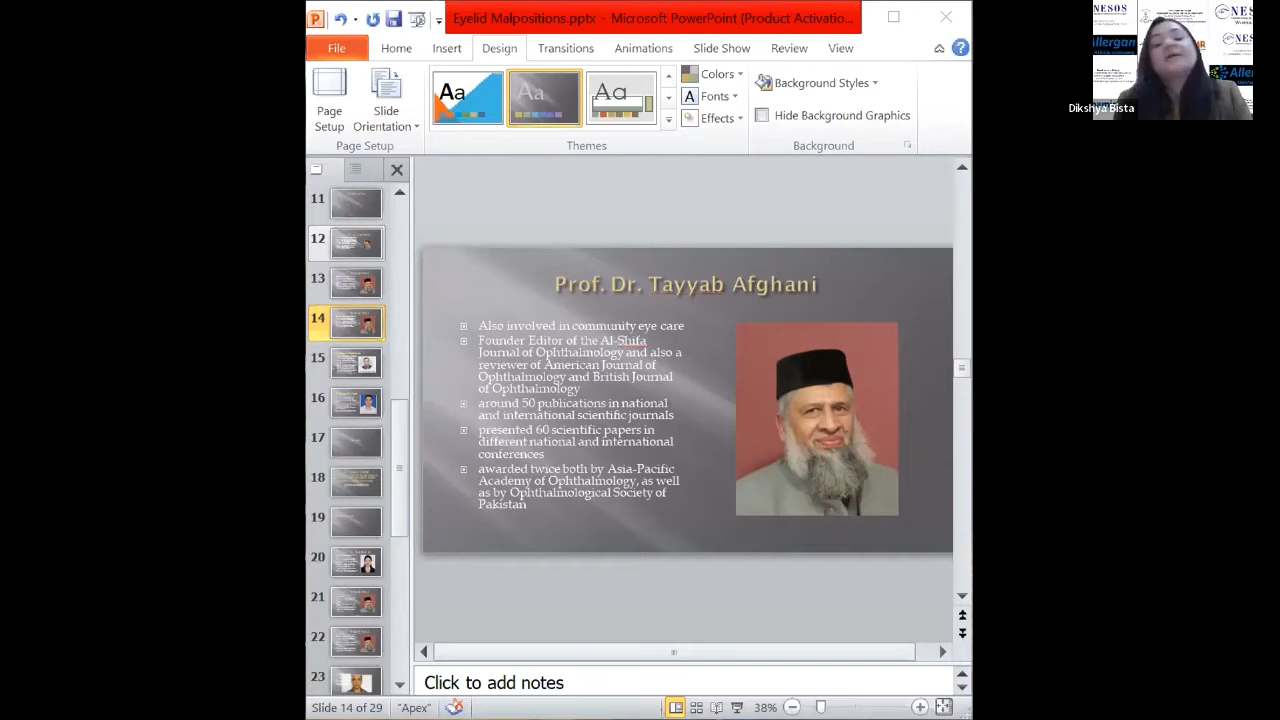 Eyelid Malpositions.pptx - Microsoft PowerPoint (Product Activatio...
File Home Insert Design Transitions Animations Slide Show Review View
Page Setup
Slide Orientation
Page Setup
Aa
Aa
Aa
Themes
Colors
Fonts
Effects
Background Styles
Hide Background Graphics
Background
11
12
13
14
15
16
17
18
19
20
21
22
23
Prof. Dr. Tayyab Afghani
Also involved in community eye care
Founder Editor of the Al-Shifa
Journal of Ophthalmology and also a
reviewer of American Journal of
Ophthalmology and British Journal
of Ophthalmology
around 50 publications in national
and international scientific journals
presented 60 scientific papers in
different national and international
conferences
awarded twice both by Asia-Pacific
Academy of Ophthalmology, as well
as by Ophthalmological Society of
Pakistan
Click to add notes
Slide 14 of 29 "Apex" 38%
NESOS
Allergan
NES
Aller
Dikshya Bista